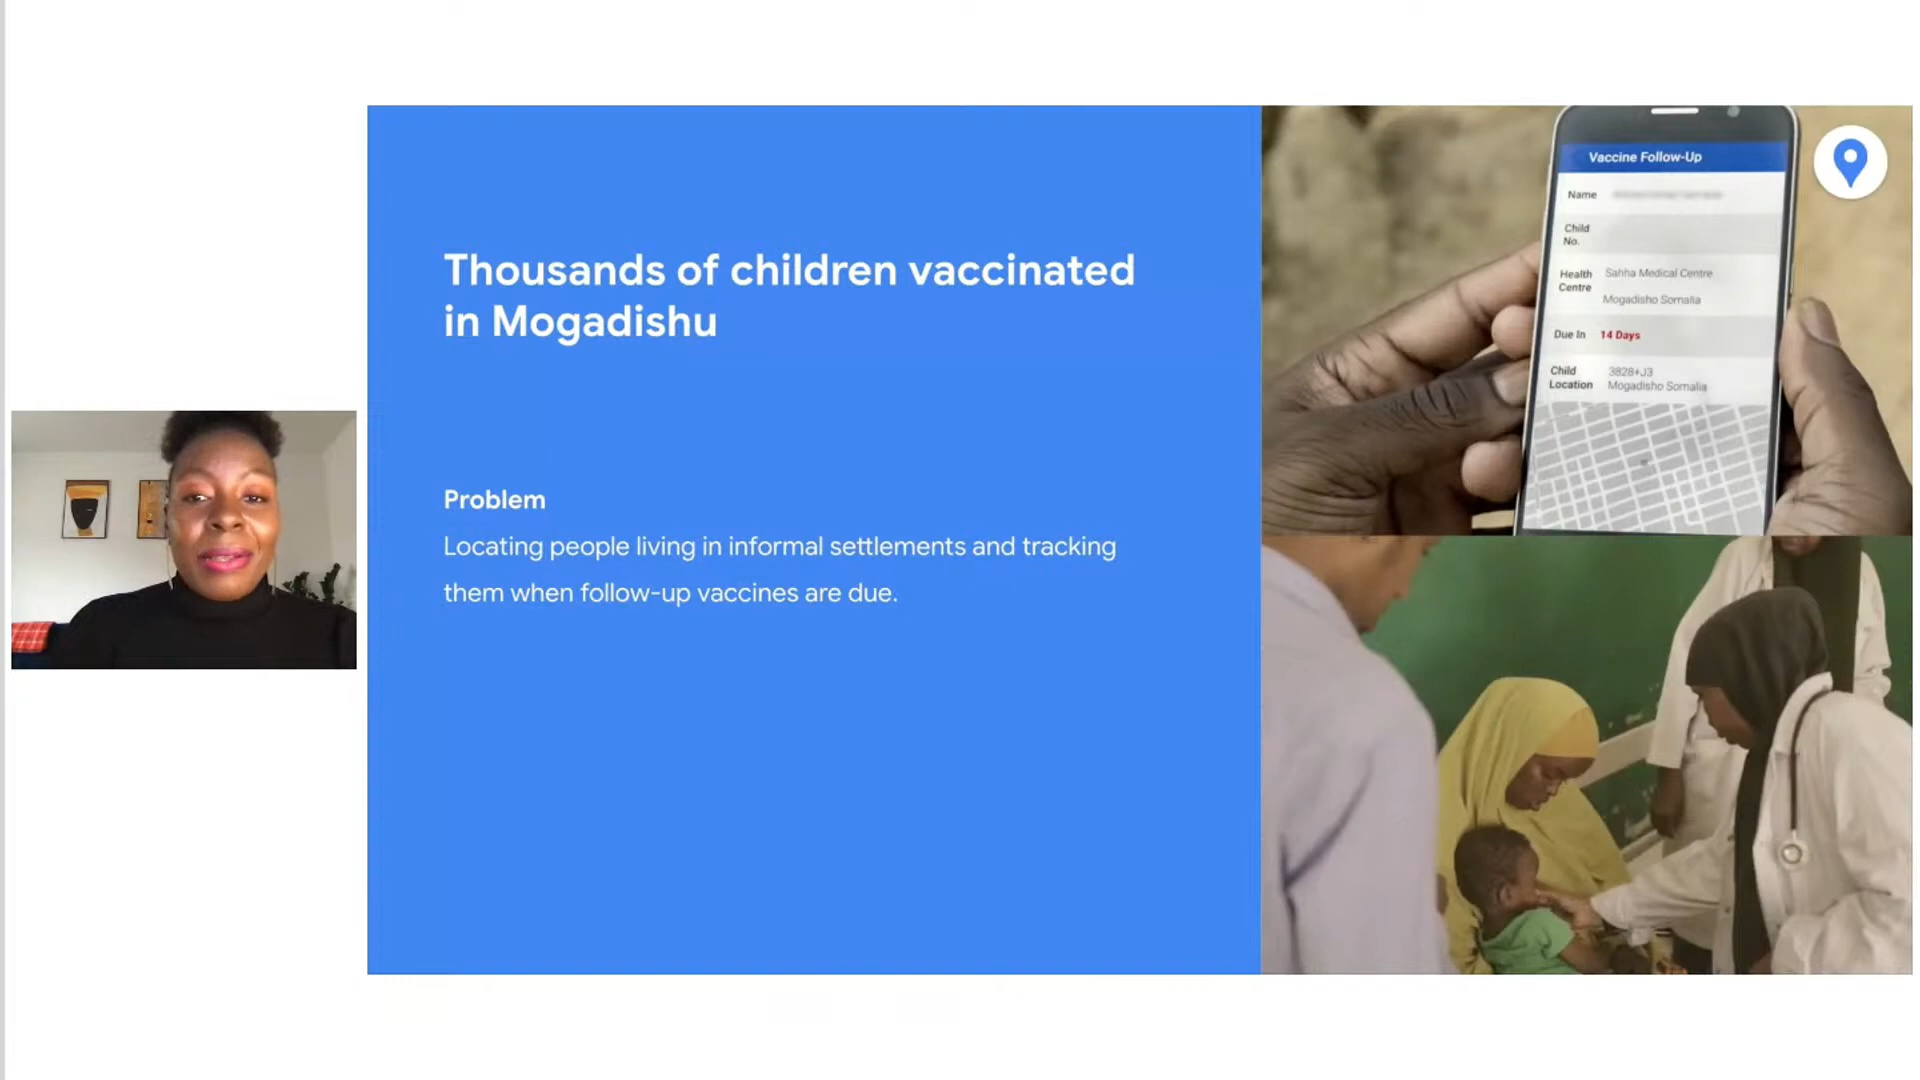 Thousands of children vaccinated
in Mogadishu
Problem
Locating people living in informal settlements and tracking
them when follow-up vaccines are due.
Vaccine Follow-Up
Name
Child
No.
Health
Centre
Sahha Medical Centre
Mogadisho Somalia
Due In 14 Days
Child
Location
3828+J3
Mogadisho Somalia